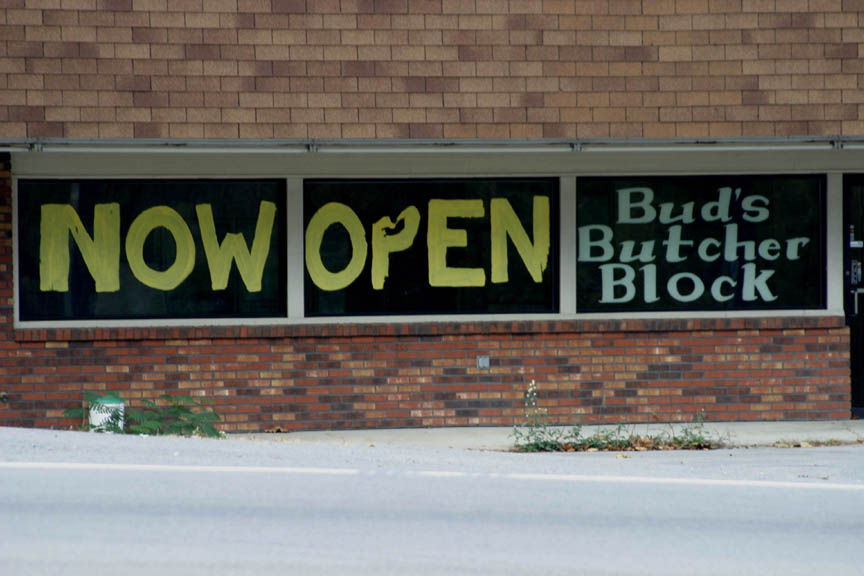 NOW OPEN
Bud's
Butcher
Block